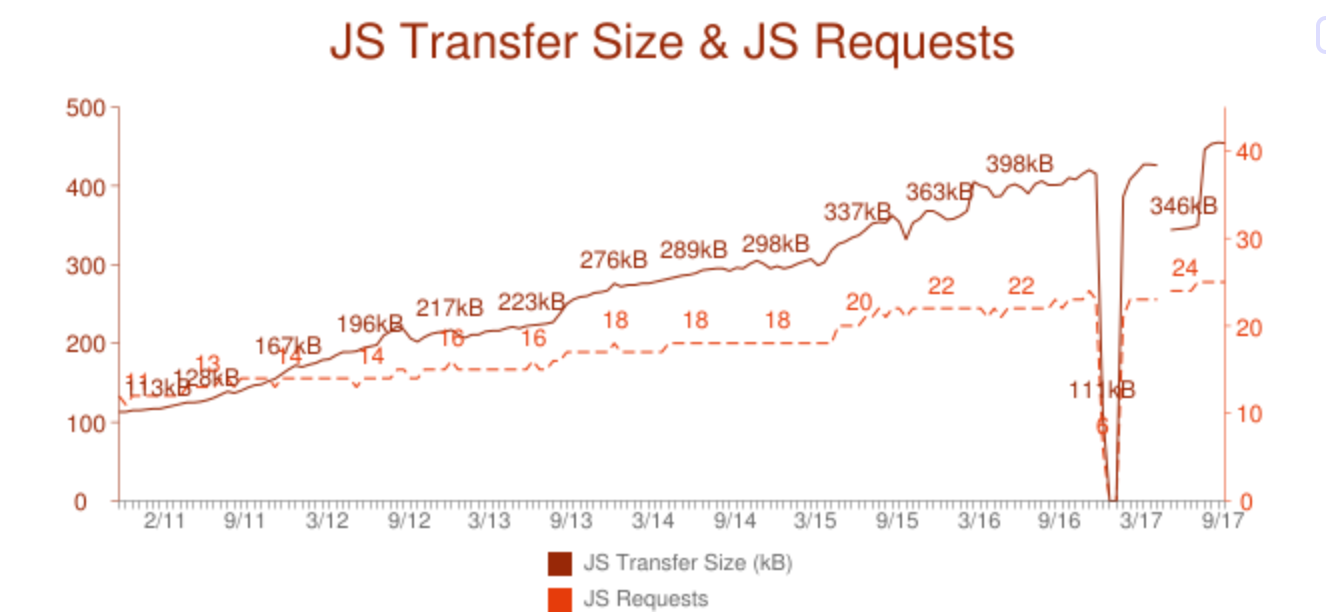 JS Transfer Size & JS Requests
500
400
300
200
100
0
40
30
20
10
0
113kB
128kB
167kB
196kB
217kB
223kB
276kB
289kB
298kB
337kB
363kB
398kB
111kB
346kB
11
13
14
14
16
16
18
18
18
20
22
22
6
24
2/11 9/11 3/12 9/12 3/13 9/13 3/14 9/14 3/15 9/15 3/16 9/16 3/17 9/17
JS Transfer Size (kB)
JS Requests